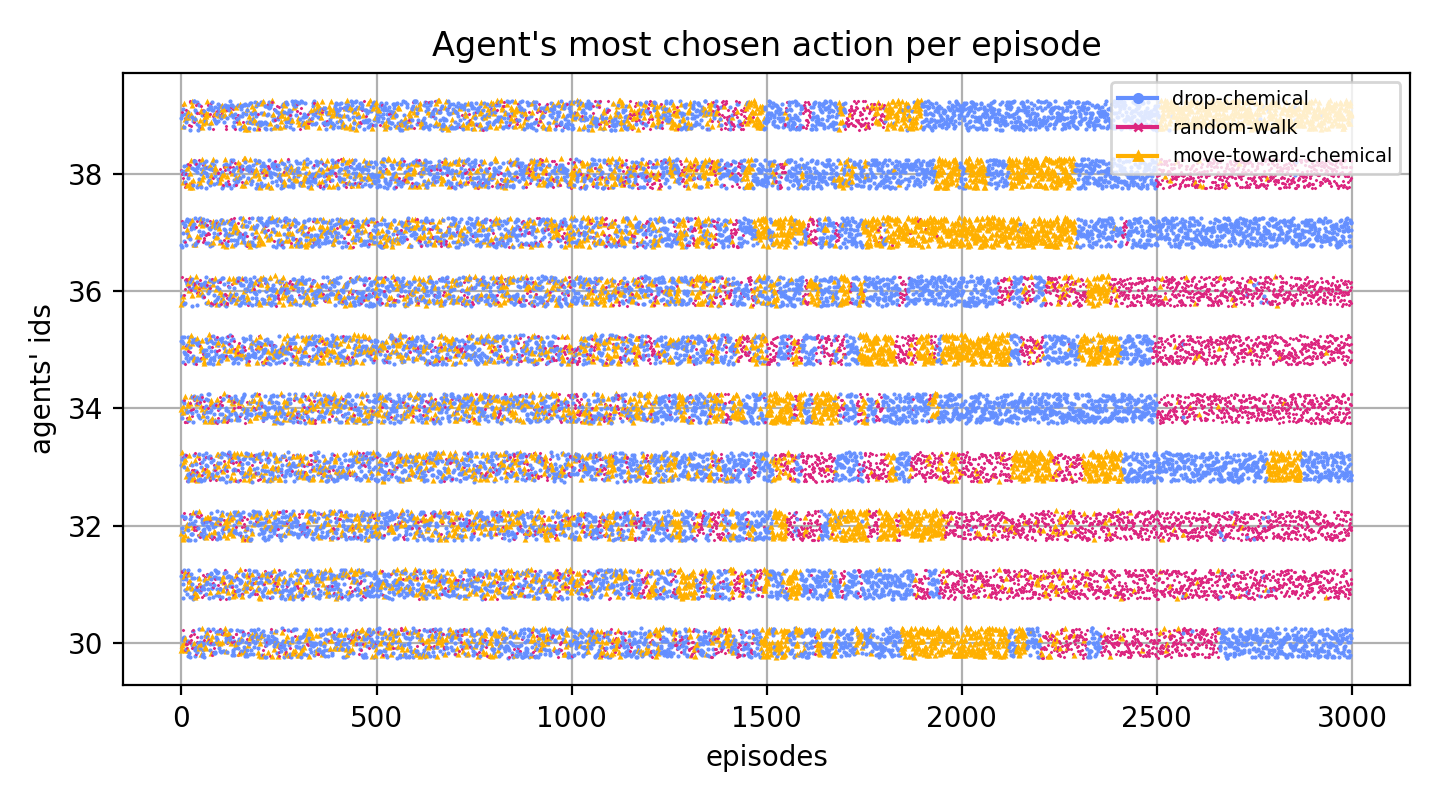 Agent's most chosen action per episode
drop-chemical
random-walk
move-toward-chemical
agents' ids
38
36
34
32
30
0 500 1000 1500 2000 2500 3000
episodes